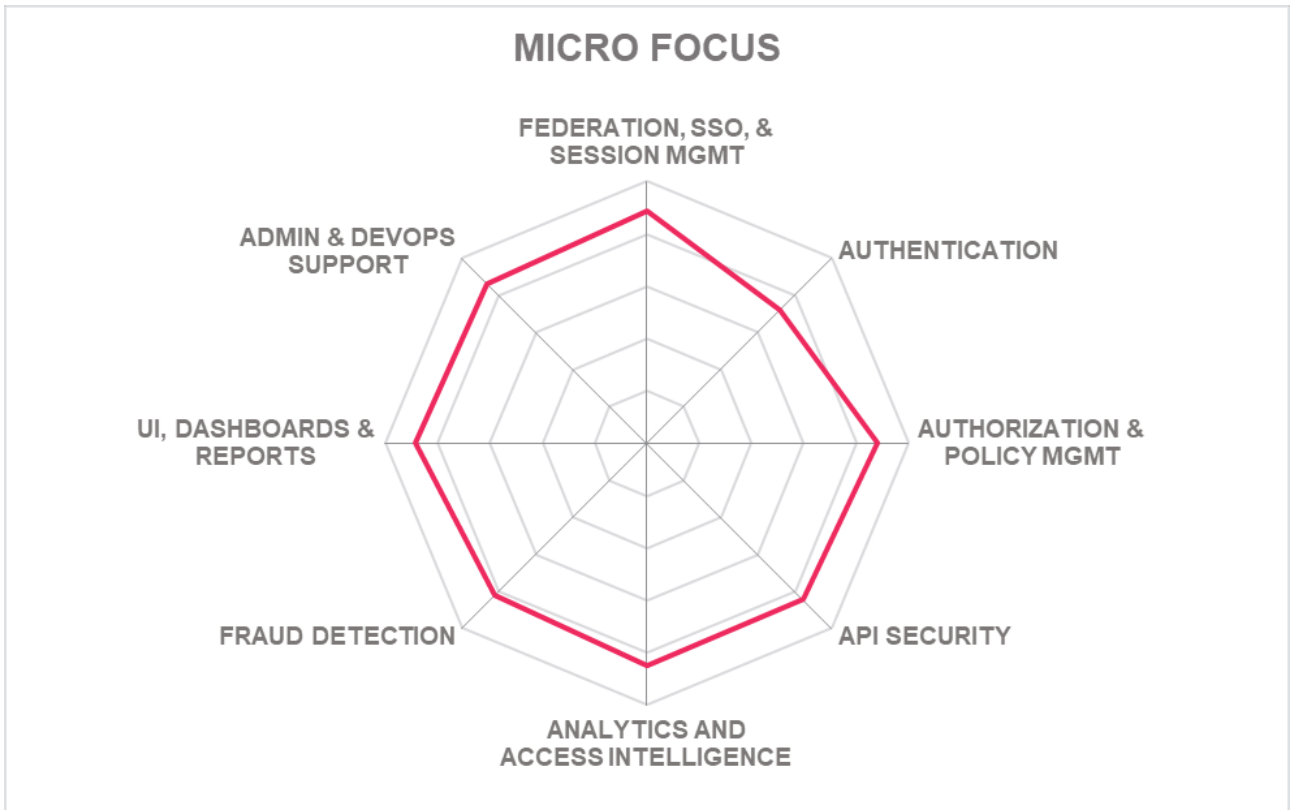 MICRO FOCUS
FEDERATION, SSO, &
SESSION MGMT
ADMIN & DEVOPS
SUPPORT
AUTHENTICATION
UI, DASHBOARDS &
REPORTS
AUTHORIZATION &
POLICY MGMT
FRAUD DETECTION
API SECURITY
ANALYTICS AND
ACCESS INTELLIGENCE